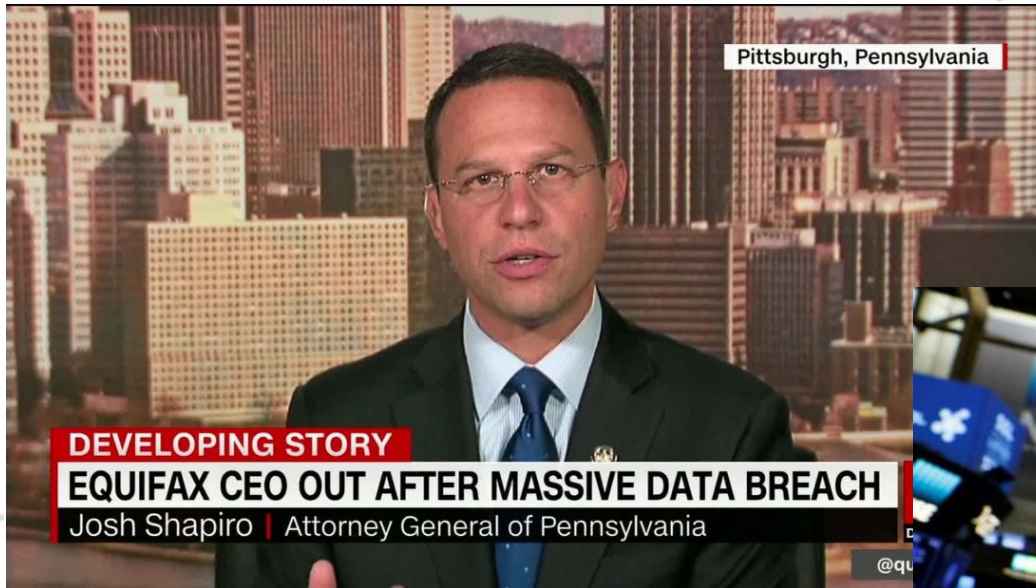 Pittsburgh, Pennsylvania
DEVELOPING STORY
EQUIFAX CEO OUT AFTER MASSIVE DATA BREACH
Josh Shapiro | Attorney General of Pennsylvania